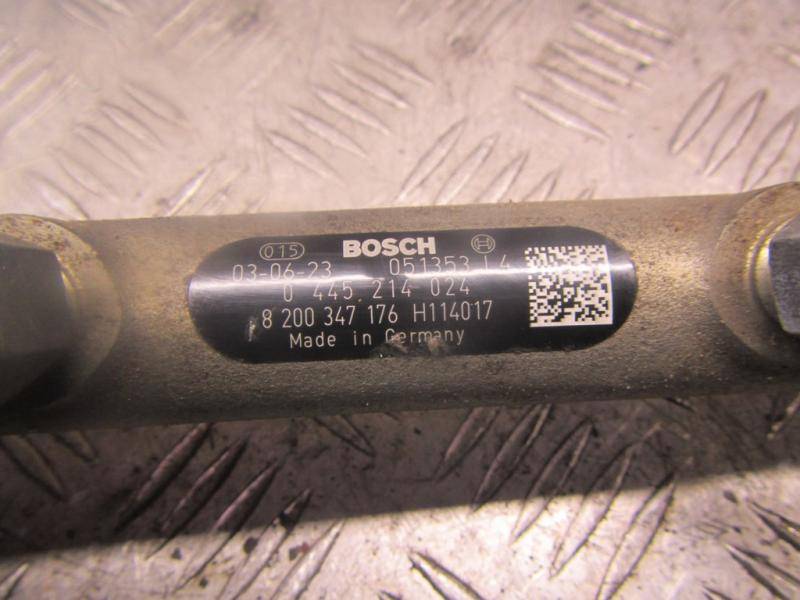 015 BOSCH
03-06-23 051353 L4
0 445 214 024
8 200 347 176 H114017
Made in Germany